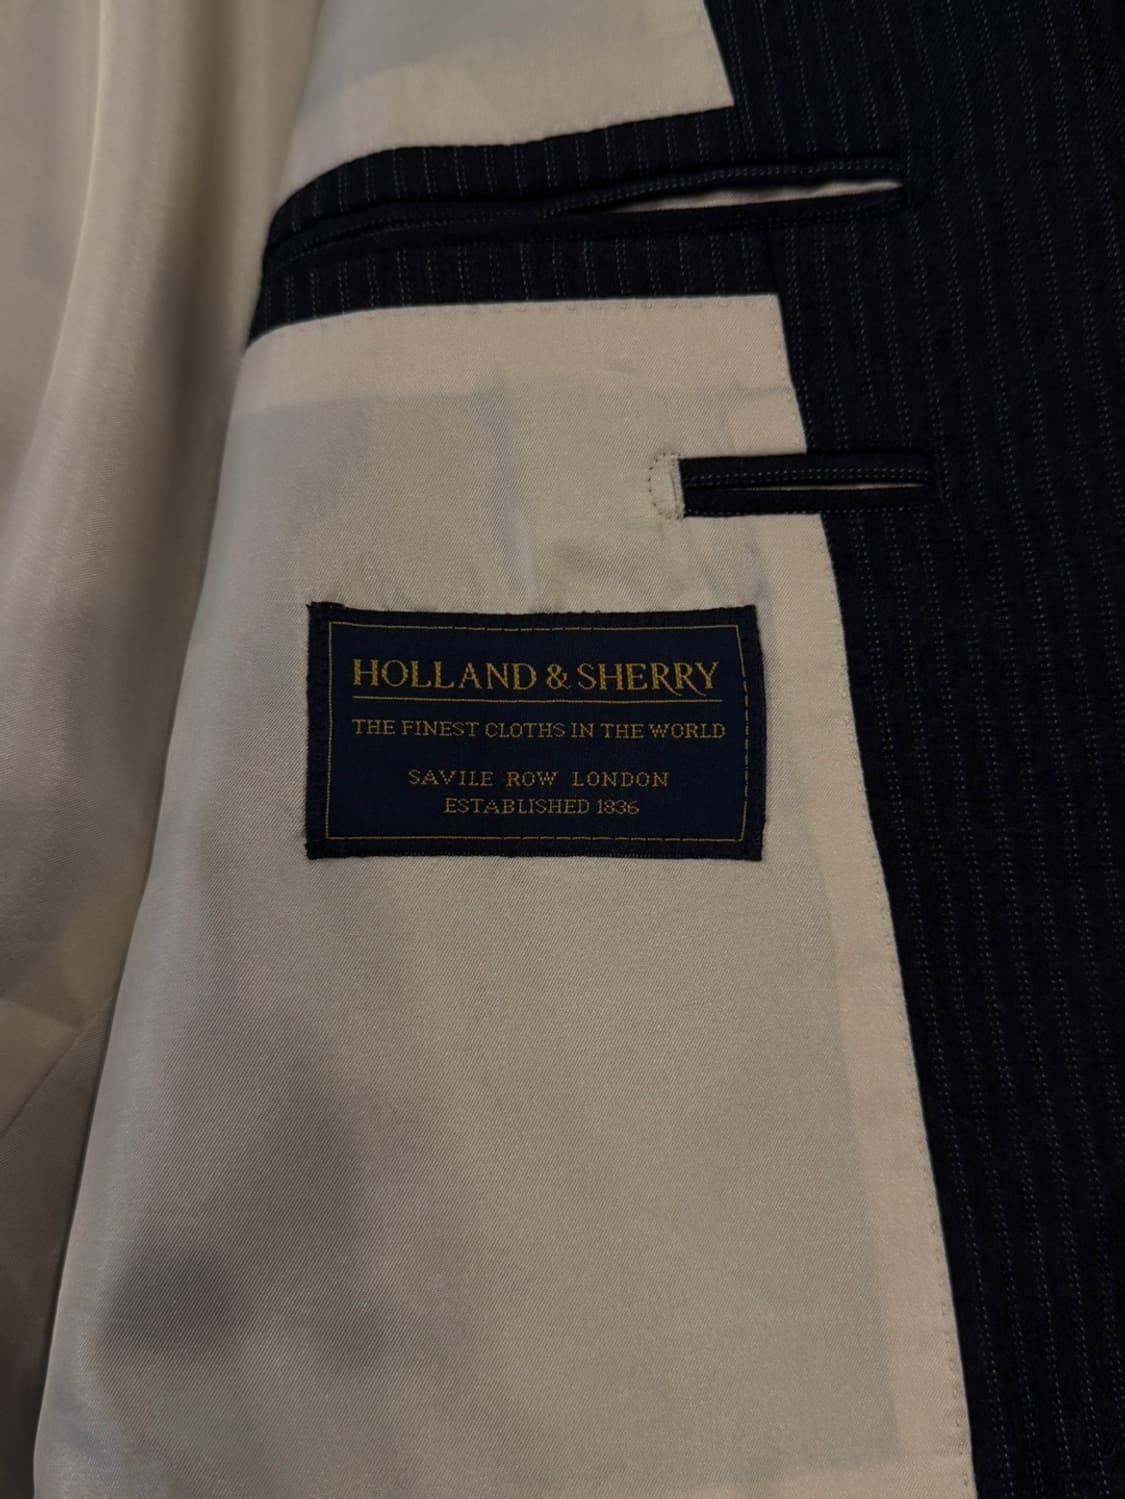 HOLLAND & SHERRY
THE FINEST CLOTHS IN THE WORLD
SAVILE ROW LONDON
ESTABLISHED 1836